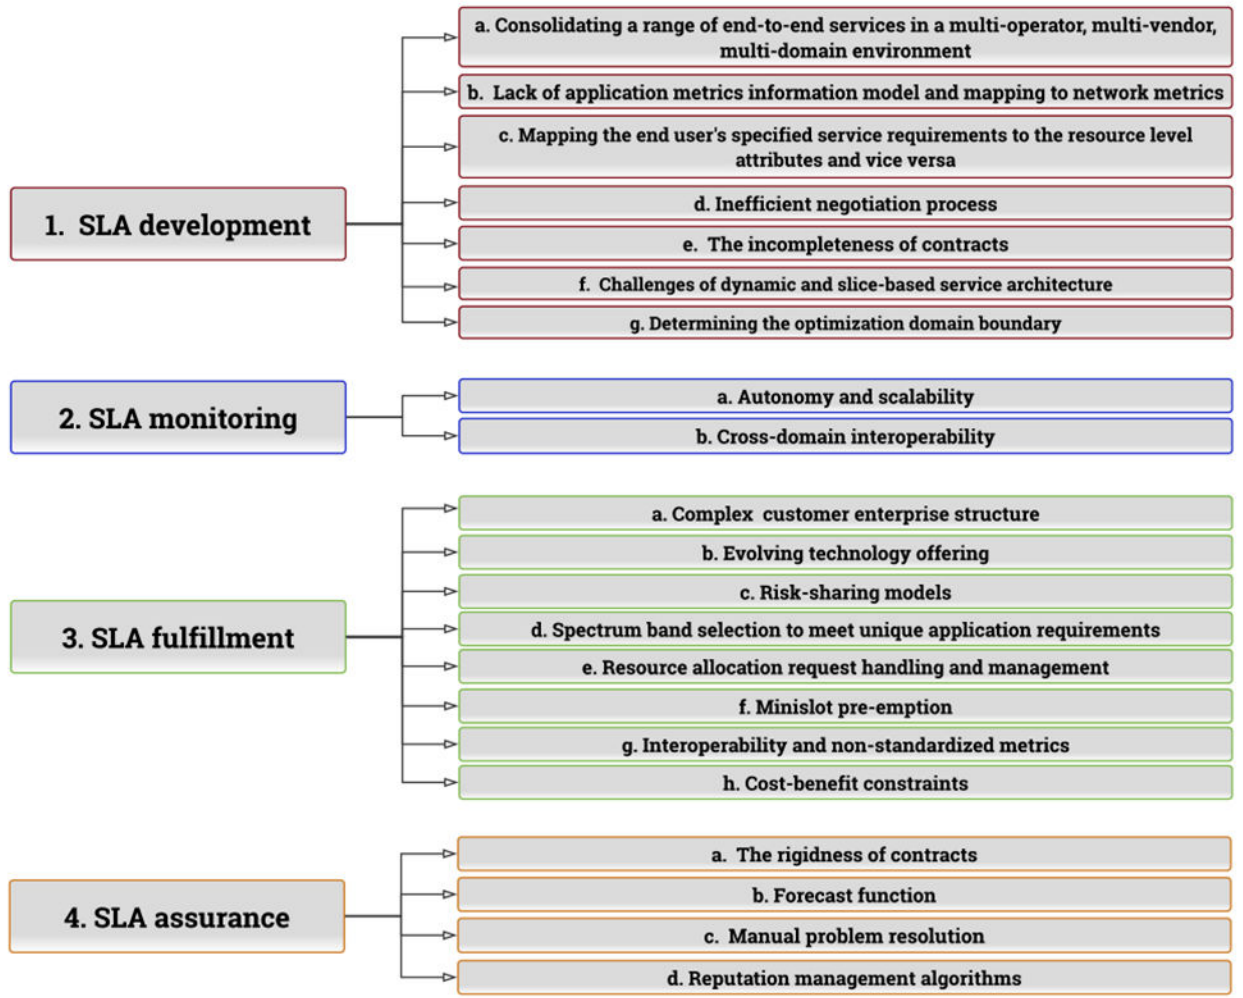 1. SLA development
a. Consolidating a range of end-to-end services in a multi-operator, multi-vendor,
multi-domain environment
b. Lack of application metrics information model and mapping to network metrics
c. Mapping the end user's specified service requirements to the resource level
attributes and vice versa
d. Inefficient negotiation process
e. The incompleteness of contracts
f. Challenges of dynamic and slice-based service architecture
g. Determining the optimization domain boundary
2. SLA monitoring
a. Autonomy and scalability
b. Cross-domain interoperability
3. SLA fulfillment
a. Complex customer enterprise structure
b. Evolving technology offering
c. Risk-sharing models
d. Spectrum band selection to meet unique application requirements
e. Resource allocation request handling and management
f. Minislot pre-emption
g. Interoperability and non-standardized metrics
h. Cost-benefit constraints
4. SLA assurance
a. The rigidness of contracts
b. Forecast function
c. Manual problem resolution
d. Reputation management algorithms